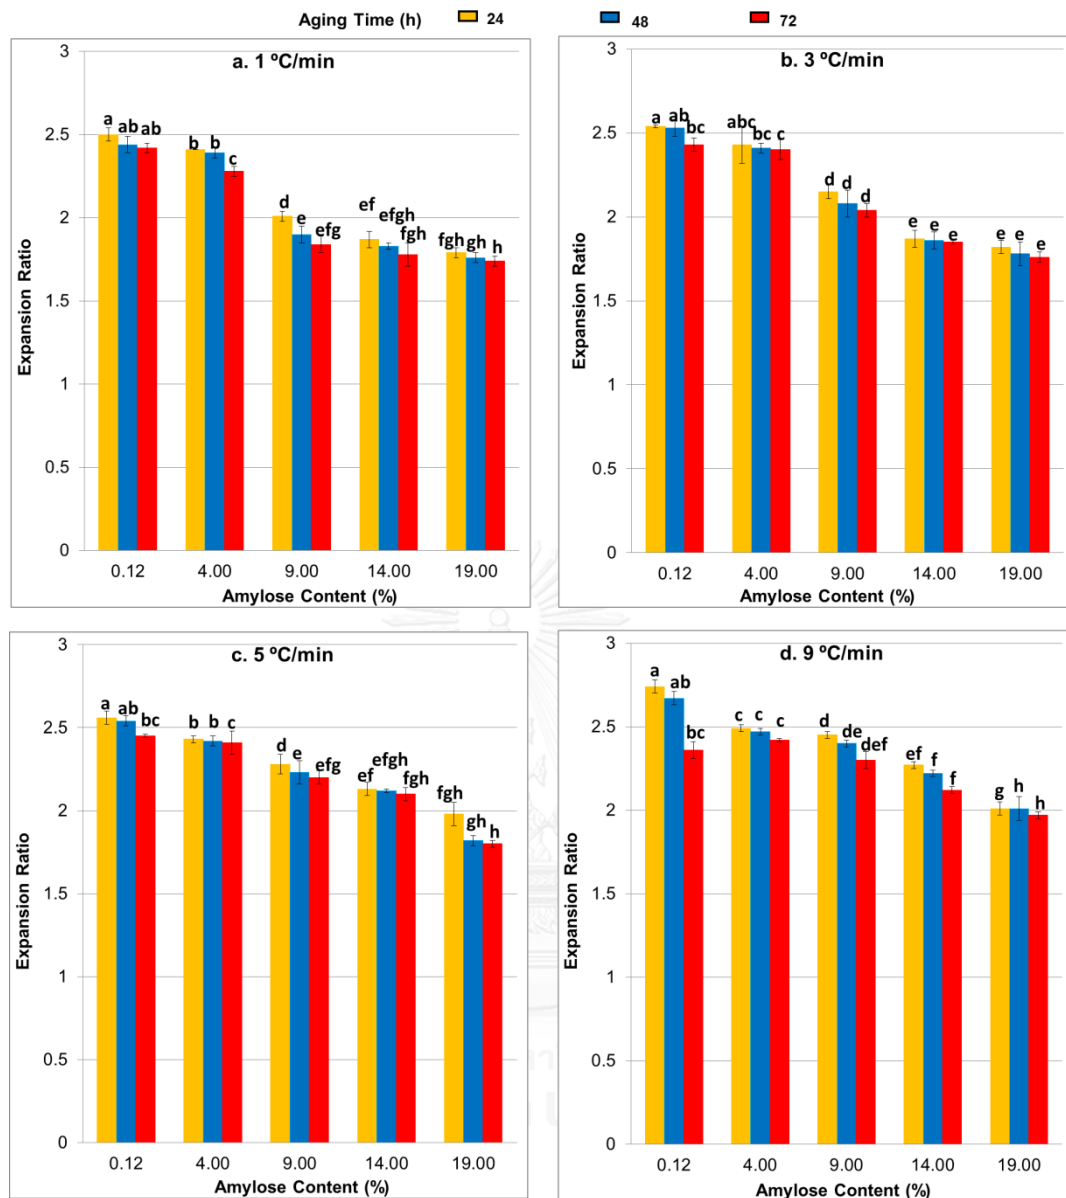 Aging Time (h) 24 48 72
a. 1 ºC/min
Expansion Ratio
3
2.5
2
1.5
1
0.5
0
a ab ab
b b c
d e efg
ef efgh fgh
fgh gh h
0.12 4.00 9.00 14.00 19.00
Amylose Content (%)
b. 3 ºC/min
Expansion Ratio
3
2.5
2
1.5
1
0.5
0
a ab bc
abc bc c
d d d
e e e
e e e
0.12 4.00 9.00 14.00 19.00
Amylose Content (%)
c. 5 ºC/min
Expansion Ratio
3
2.5
2
1.5
1
0.5
0
a ab bc
b b c
d e efg
ef efgh fgh
fgh gh h
0.12 4.00 9.00 14.00 19.00
Amylose Content (%)
d. 9 ºC/min
Expansion Ratio
3
2.5
2
1.5
1
0.5
0
a ab bc
c c c
d de def
ef f f
g h h
0.12 4.00 9.00 14.00 19.00
Amylose Content (%)